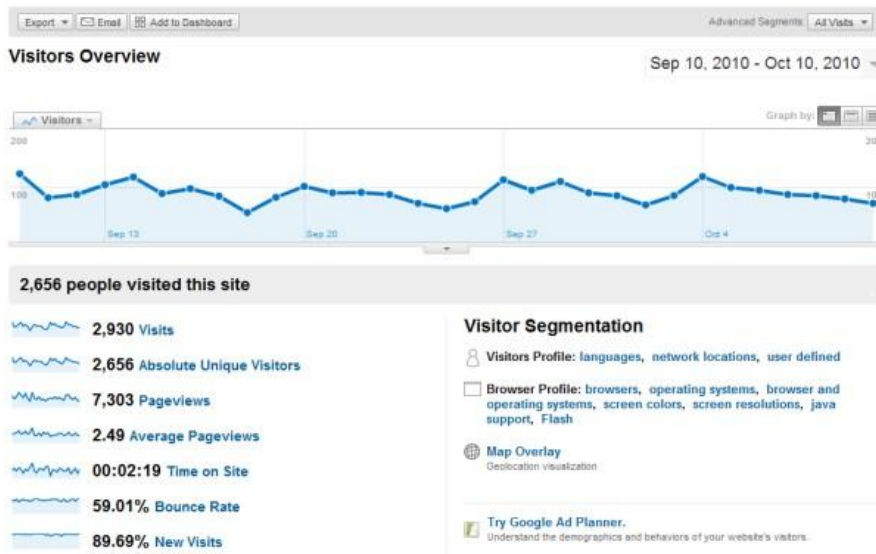 Export Email Add to Dashboard Advanced Segments: All Visits
Visitors Overview
Sep 10, 2010 - Oct 10, 2010
Visitors Graph by:
200 20
100 10
Sep 13 Sep 20 Sep 27 Oct 4
2,656 people visited this site
2,930 Visits
2,656 Absolute Unique Visitors
7,303 Pageviews
2.49 Average Pageviews
00:02:19 Time on Site
59.01% Bounce Rate
89.69% New Visits
Visitor Segmentation
Visitors Profile: languages, network locations, user defined
Browser Profile: browsers, operating systems, browser and
operating systems, screen colors, screen resolutions, java
support, Flash
Map Overlay
Geolocation visualization
Try Google Ad Planner.
Understand the demographics and behaviors of your website's visitors.